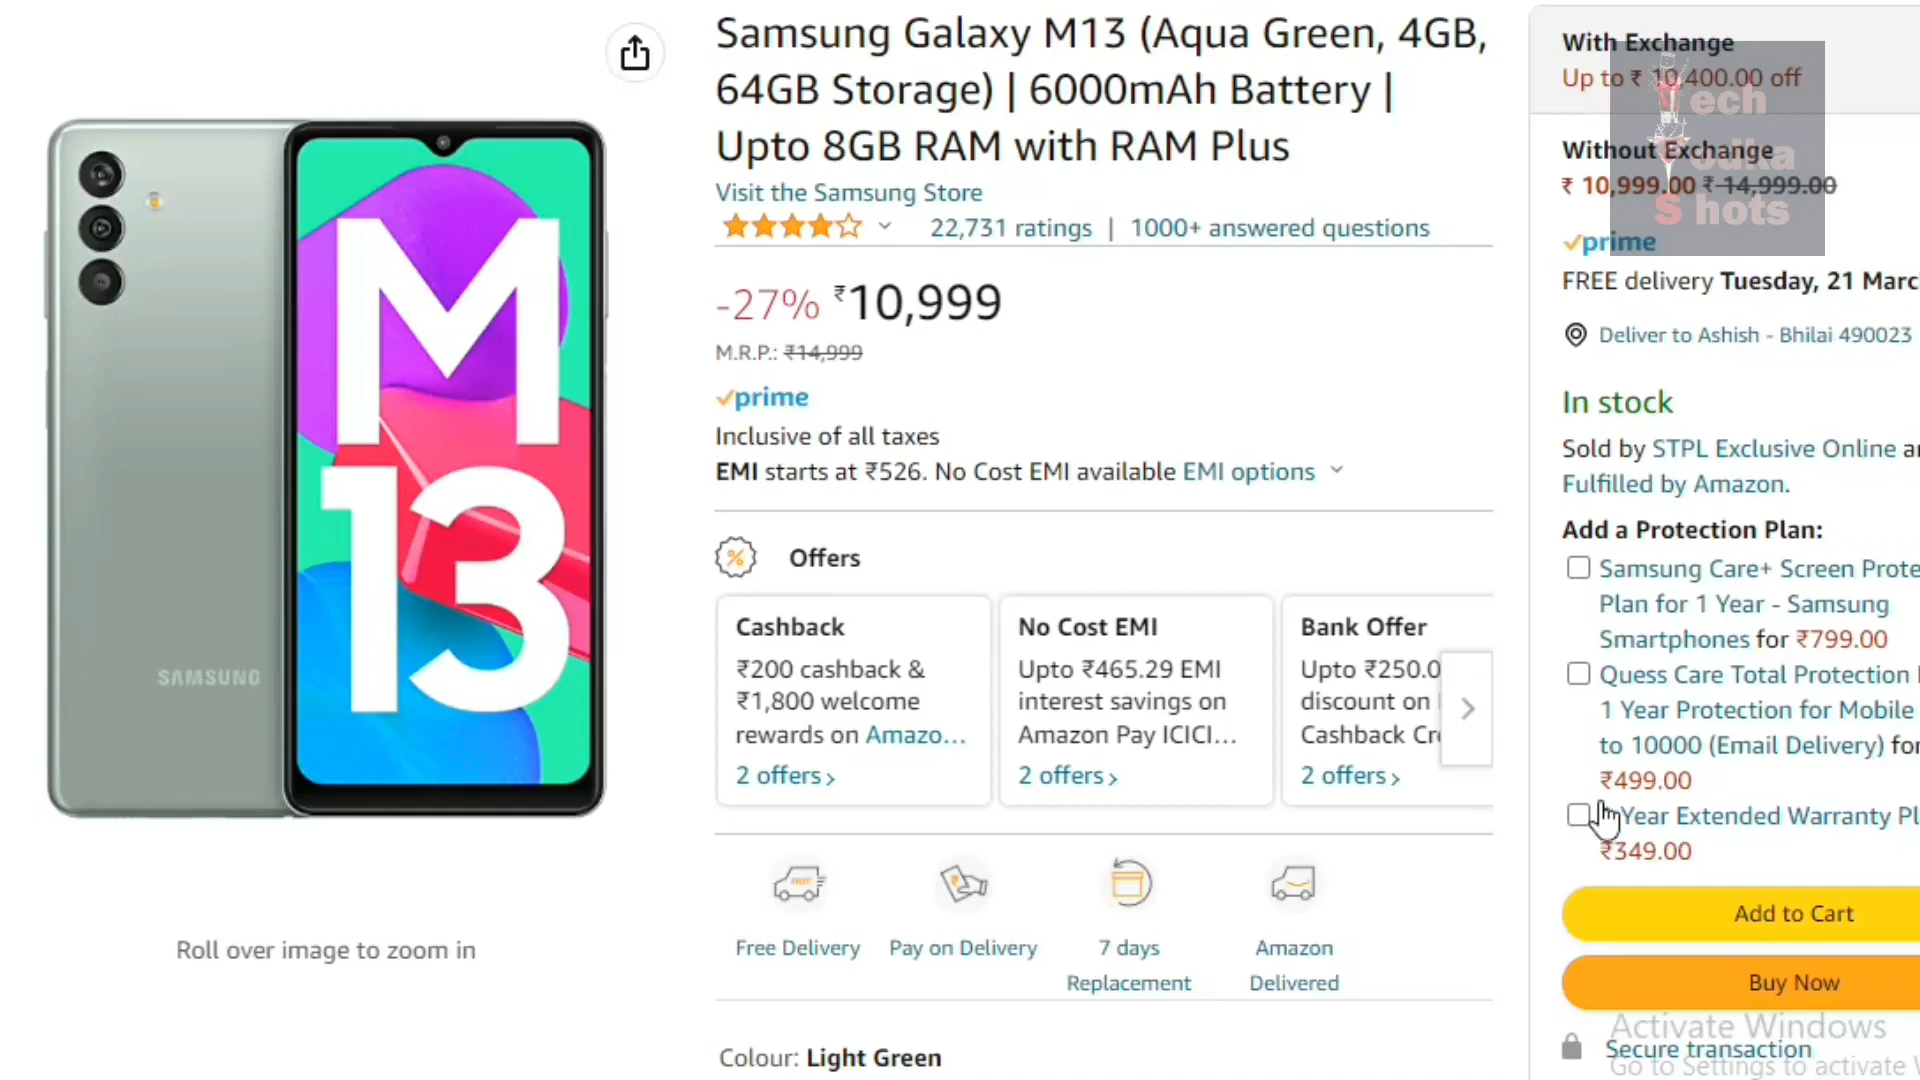 Samsung Galaxy M13 (Aqua Green, 4GB,
64GB Storage) | 6000mAh Battery |
Upto 8GB RAM with RAM Plus
Visit the Samsung Store
22,731 ratings | 1000+ answered questions
-27% ₹10,999
M.R.P.: ₹14,999
prime
Inclusive of all taxes
EMI starts at ₹526. No Cost EMI available EMI options
% Offers
Cashback
₹200 cashback &
₹1,800 welcome
rewards on Amazo...
2 offers ›
No Cost EMI
Upto ₹465.29 EMI
interest savings on
Amazon Pay ICICI...
2 offers ›
Bank Offer
Upto ₹250.0
discount on
Cashback
2 offers ›
Free Delivery
Pay on Delivery
7 days
Replacement
Amazon
Delivered
Colour: Light Green
M
13
SAMSUNG
Roll over image to zoom in
With Exchange
Up to ₹ 10,400.00 off
Without Exchange
₹ 10,999.00 ₹ 14,999.00
prime
FREE delivery Tuesday, 21 Marc
Deliver to Ashish - Bhilai 490023
In stock
Sold by STPL Exclusive Online
Fulfilled by Amazon.
Add a Protection Plan:
Samsung Care+ Screen Prote
Plan for 1 Year - Samsung
Smartphones for ₹799.00
Quess Care Total Protection
1 Year Protection for Mobile
to 10000 (Email Delivery) for
₹499.00
Year Extended Warranty Pl
₹349.00
Add to Cart
Buy Now
Secure transaction
Activate Windows
Go to Settings to activate
ech
odka
Shots